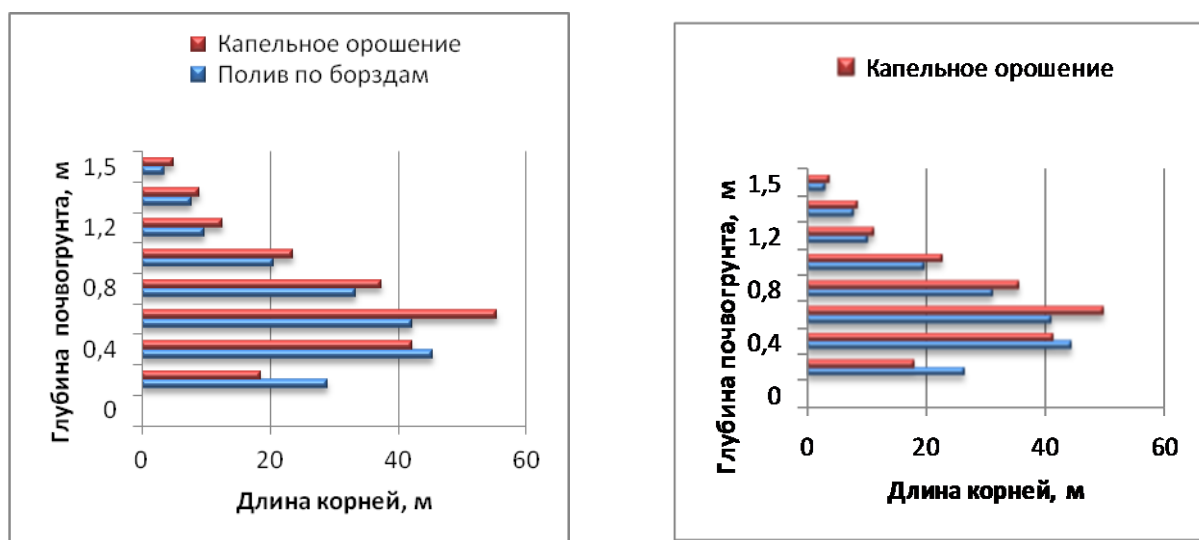 Капельное орошение
Полив по борздам
Глубина почвогрунта, м
1,5
1,2
0,8
0,4
0
0 20 40 60
Длина корней, м
Капельное орошение
Глубина почвогрунта, м
1,5
1,2
0,8
0,4
0
0 20 40 60
Длина корней, м